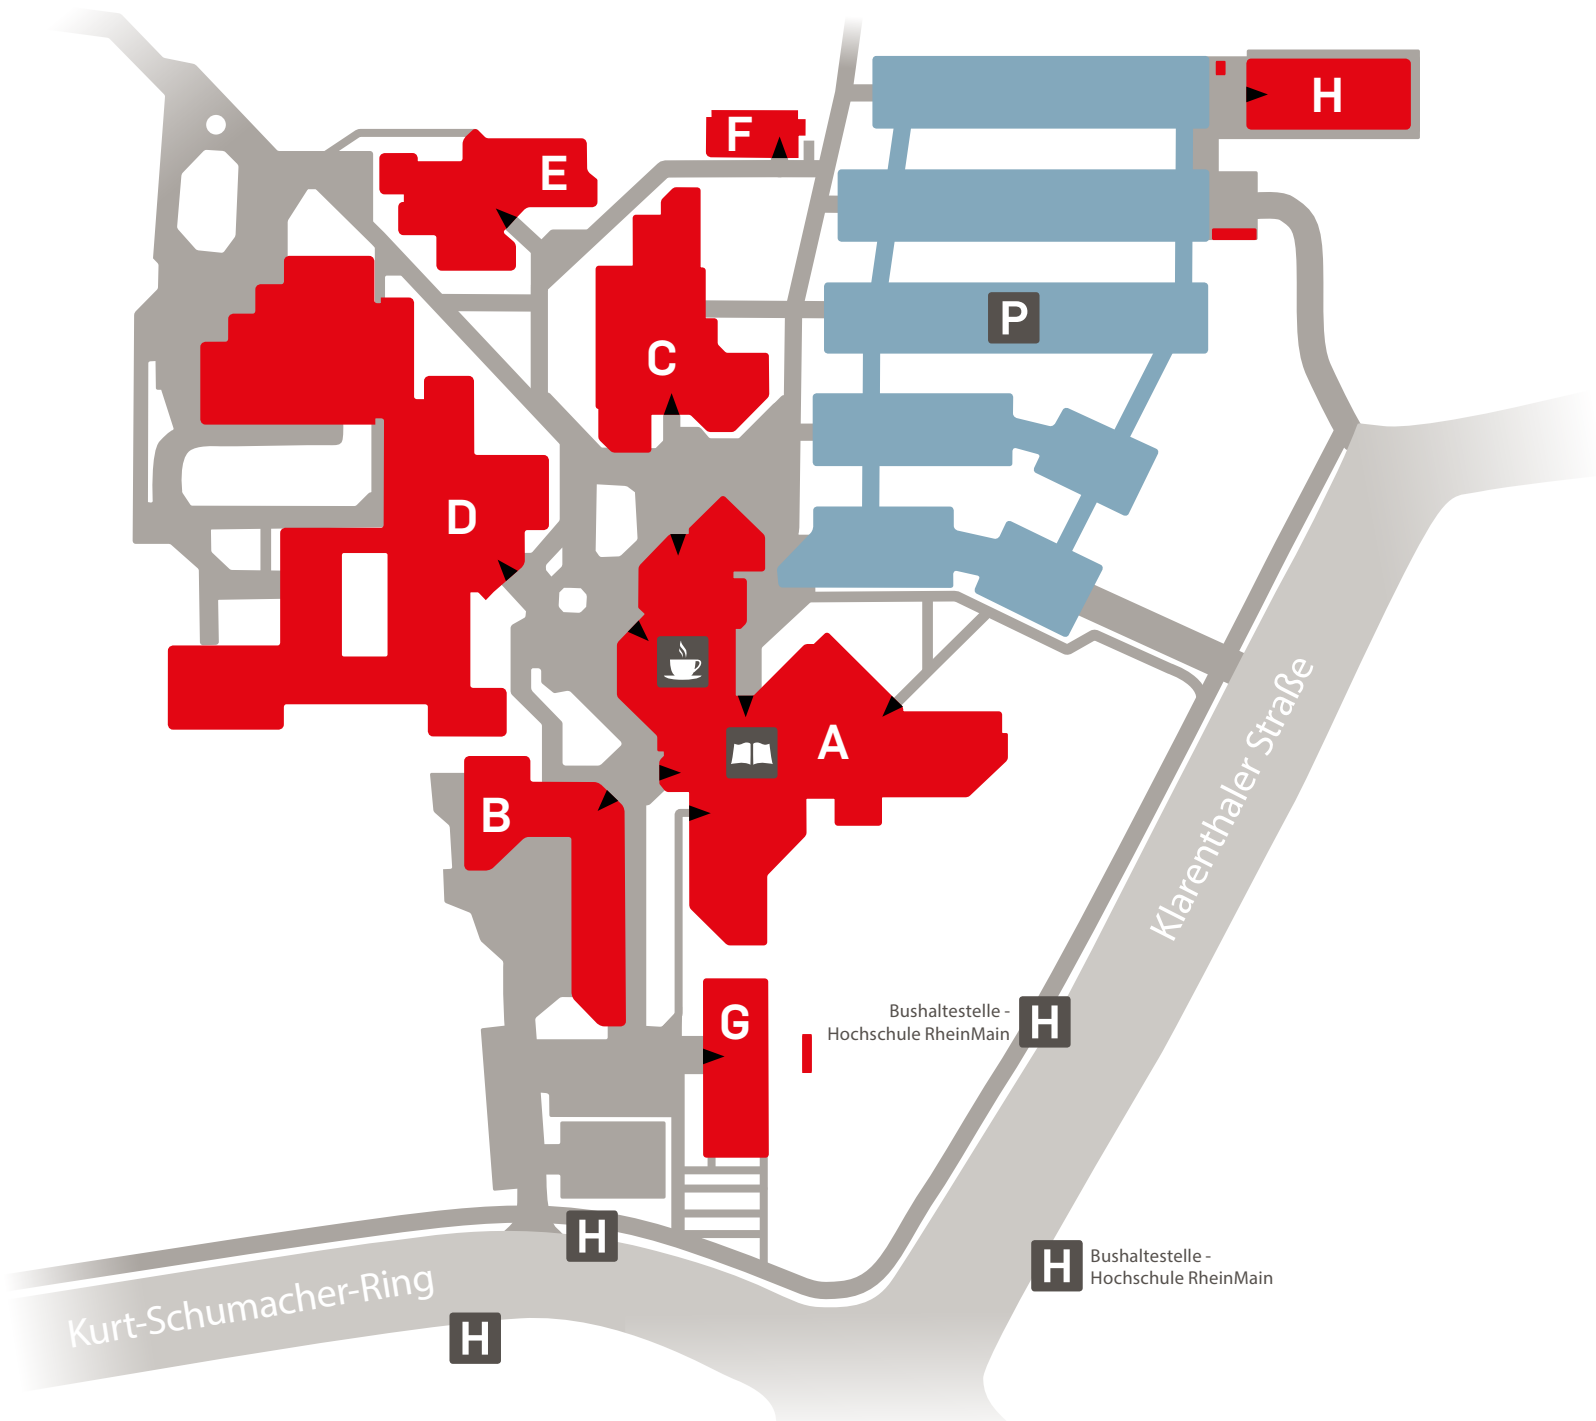 H
F
E
P
C
D
A
B
G
Klarenthaler Straße
Bushaltestelle -
Hochschule RheinMain
H
H
H
Bushaltestelle -
Hochschule RheinMain
Kurt-Schumacher-Ring
H